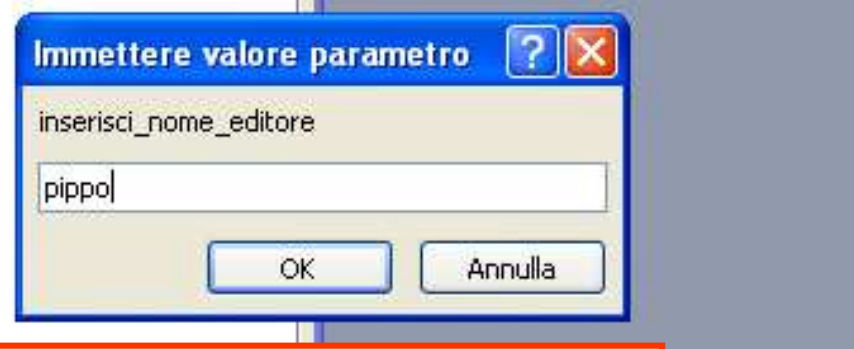 Immettere valore parametro
inserisci_nome_editore
pippo
OK Annulla